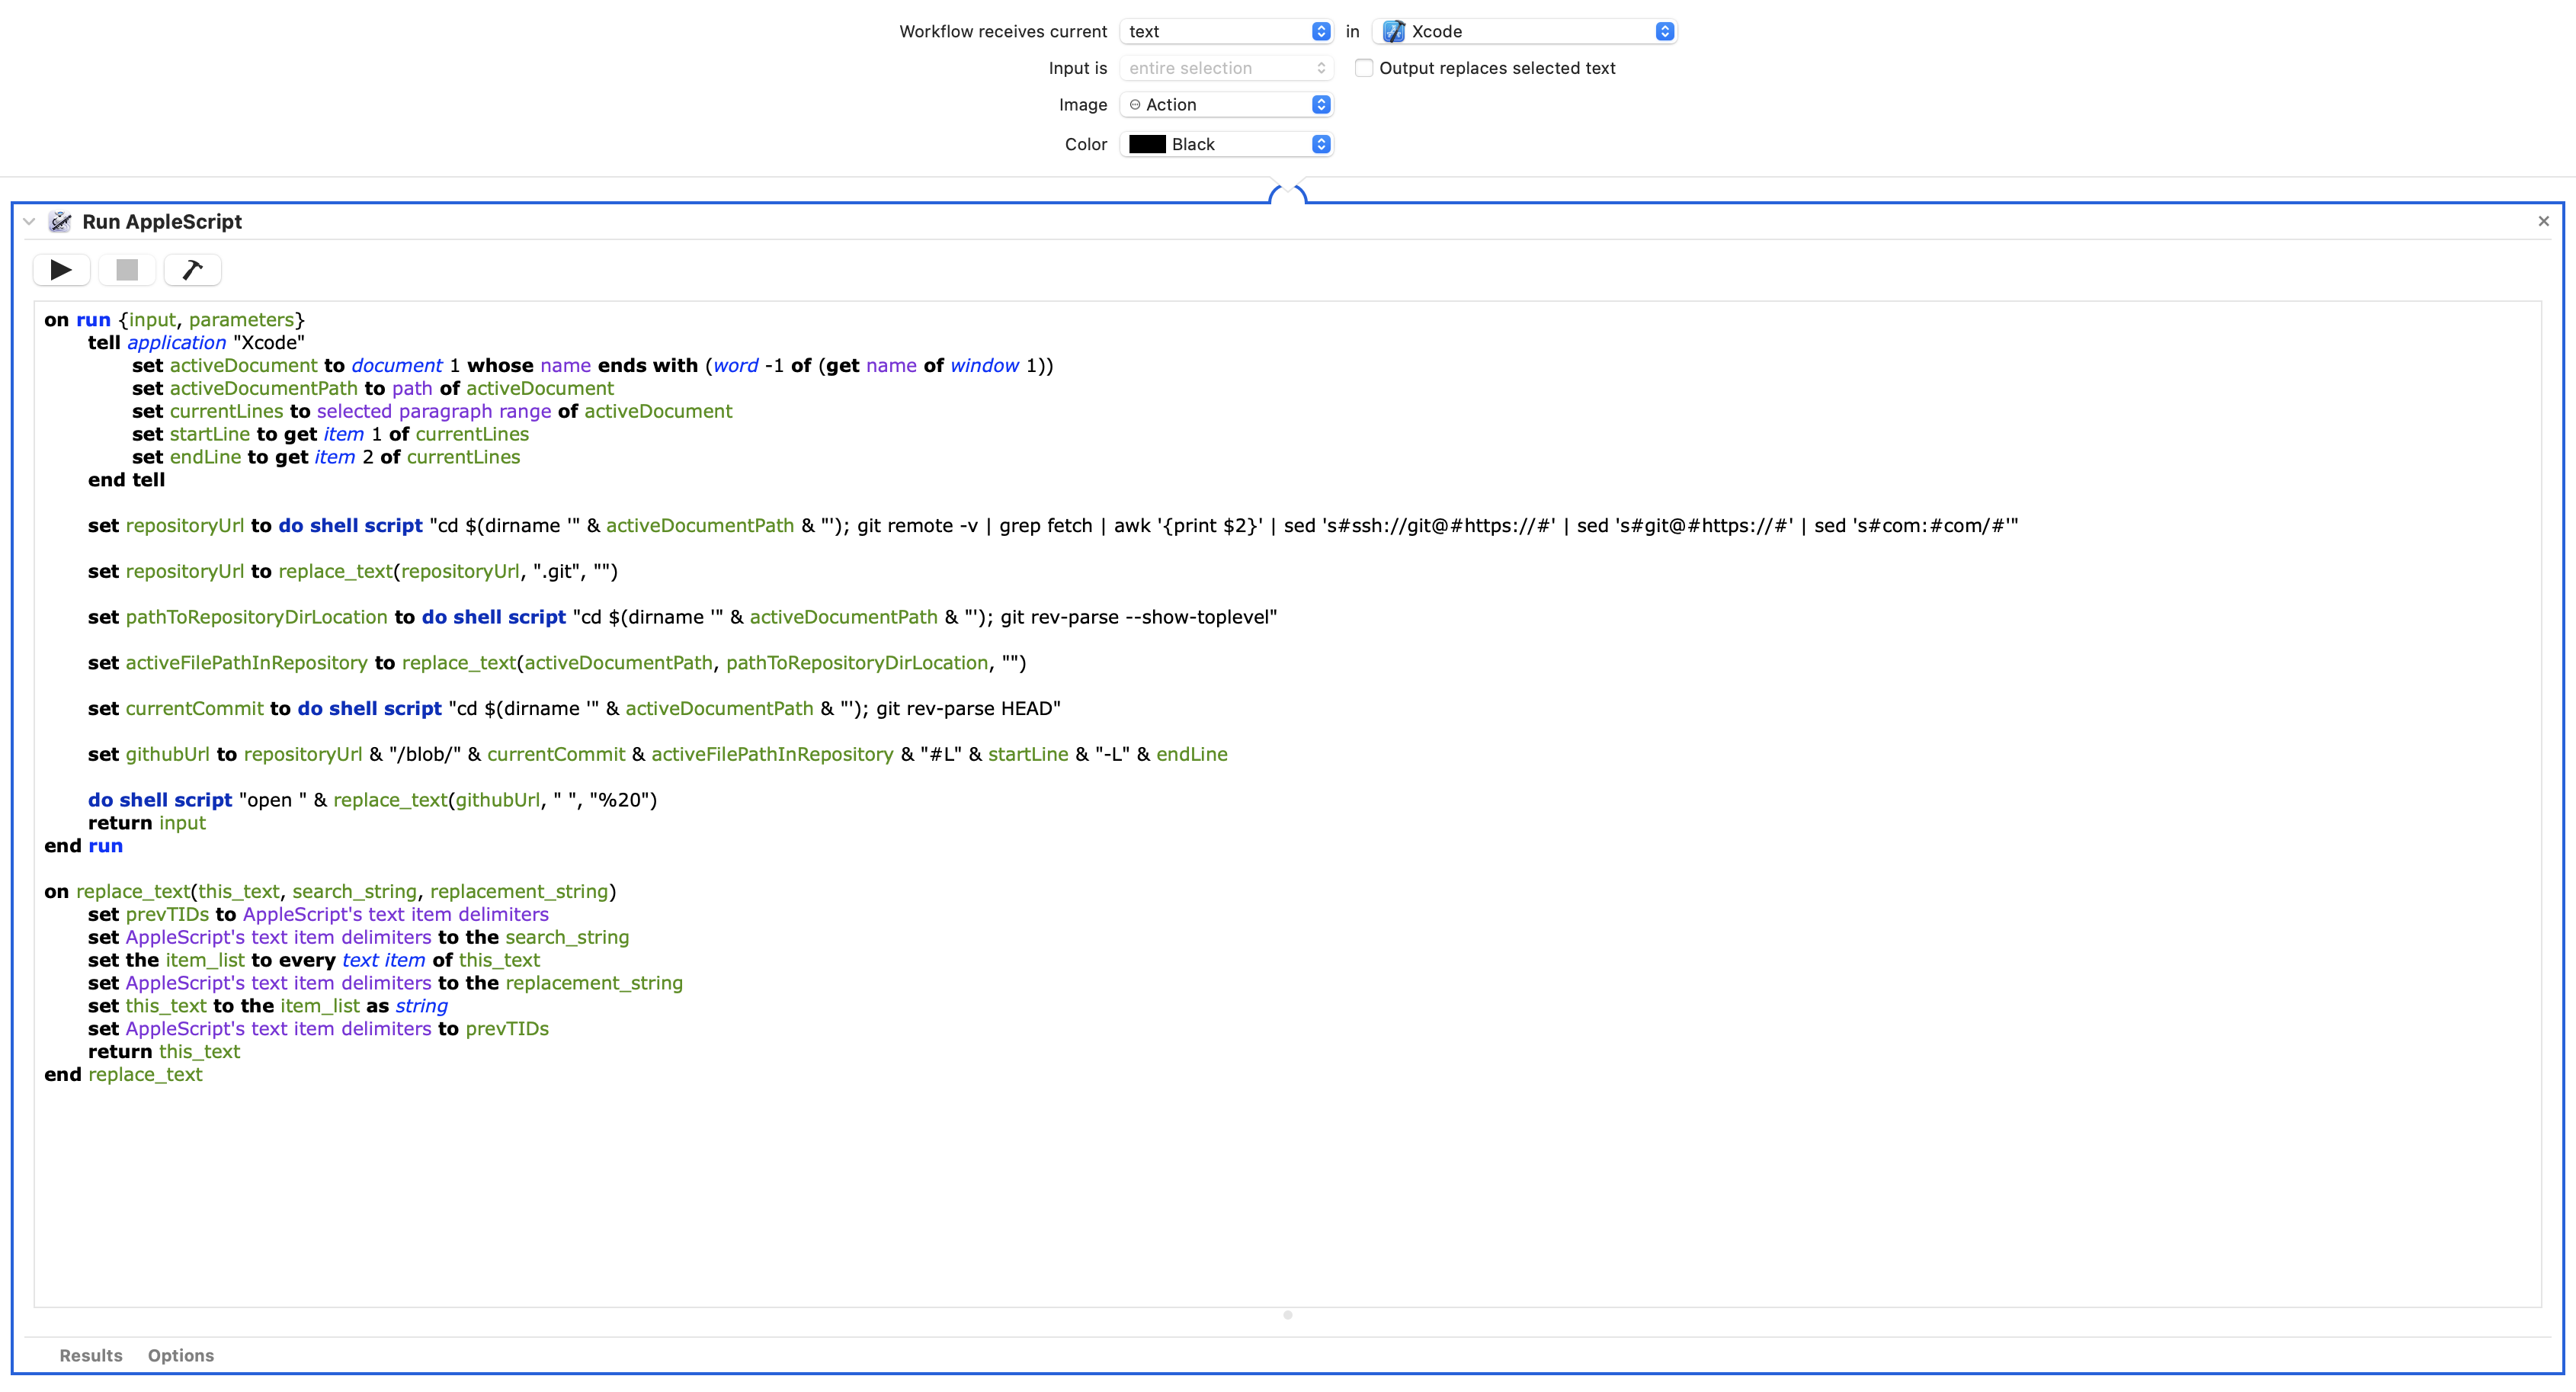 Workflow receives current text in Xcode
Input is entire selection Output replaces selected text
Image Action
Color Black
Run AppleScript
on run {input, parameters}
tell application "Xcode"
set activeDocument to document 1 whose name ends with (word -1 of (get name of window 1))
set activeDocumentPath to path of activeDocument
set currentLines to selected paragraph range of activeDocument
set startLine to get item 1 of currentLines
set endLine to get item 2 of currentLines
end tell
set repositoryUrl to do shell script "cd $(dirname '" & activeDocumentPath & "'); git remote -v | grep fetch | awk '{print $2}' | sed 's#ssh://git@#https://#' | sed 's#git@#https://#' | sed 's#com:#com/#'"
set repositoryUrl to replace_text(repositoryUrl, ".git", "")
set pathToRepositoryDirLocation to do shell script "cd $(dirname '" & activeDocumentPath & "'); git rev-parse --show-toplevel"
set activeFilePathInRepository to replace_text(activeDocumentPath, pathToRepositoryDirLocation, "")
set currentCommit to do shell script "cd $(dirname '" & activeDocumentPath & "'); git rev-parse HEAD"
set githubUrl to repositoryUrl & "/blob/" & currentCommit & activeFilePathInRepository & "#L" & startLine & "-L" & endLine
do shell script "open " & replace_text(githubUrl, " ", "%20")
return input
end run
on replace_text(this_text, search_string, replacement_string)
set prevTIDs to AppleScript's text item delimiters
set AppleScript's text item delimiters to the search_string
set the item_list to every text item of this_text
set AppleScript's text item delimiters to the replacement_string
set this_text to the item_list as string
set AppleScript's text item delimiters to prevTIDs
return this_text
end replace_text
Results Options